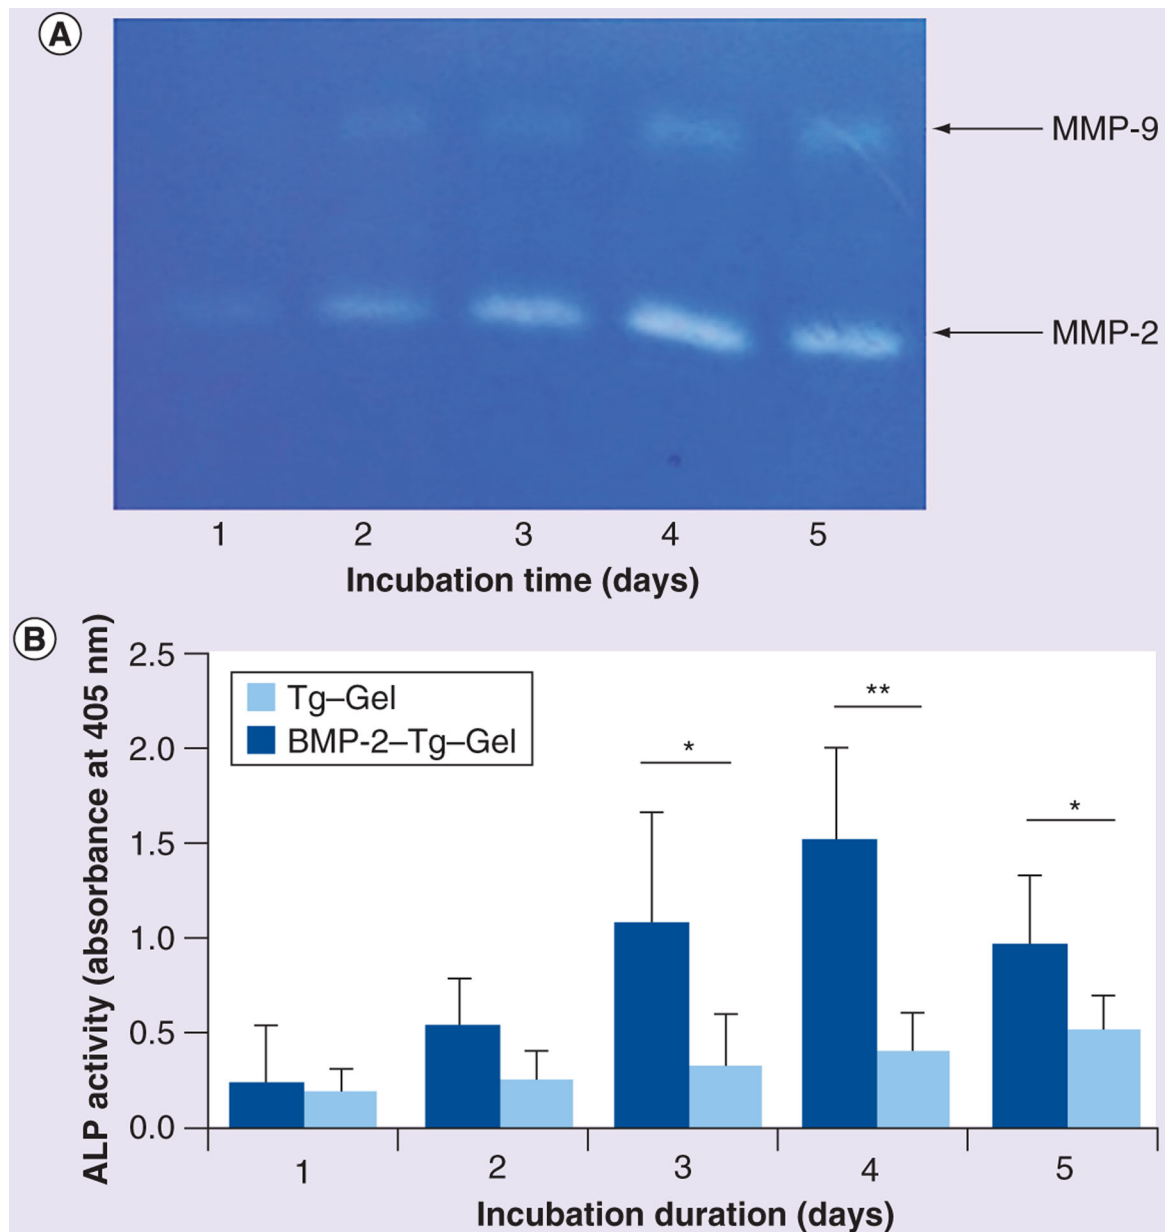 A
MMP-9
MMP-2
1 2 3 4 5
Incubation time (days)
B
ALP activity (absorbance at 405 nm)
2.5
2.0
1.5
1.0
0.5
0.0
Tg–Gel
BMP-2–Tg–Gel
*
**
*
1 2 3 4 5
Incubation duration (days)